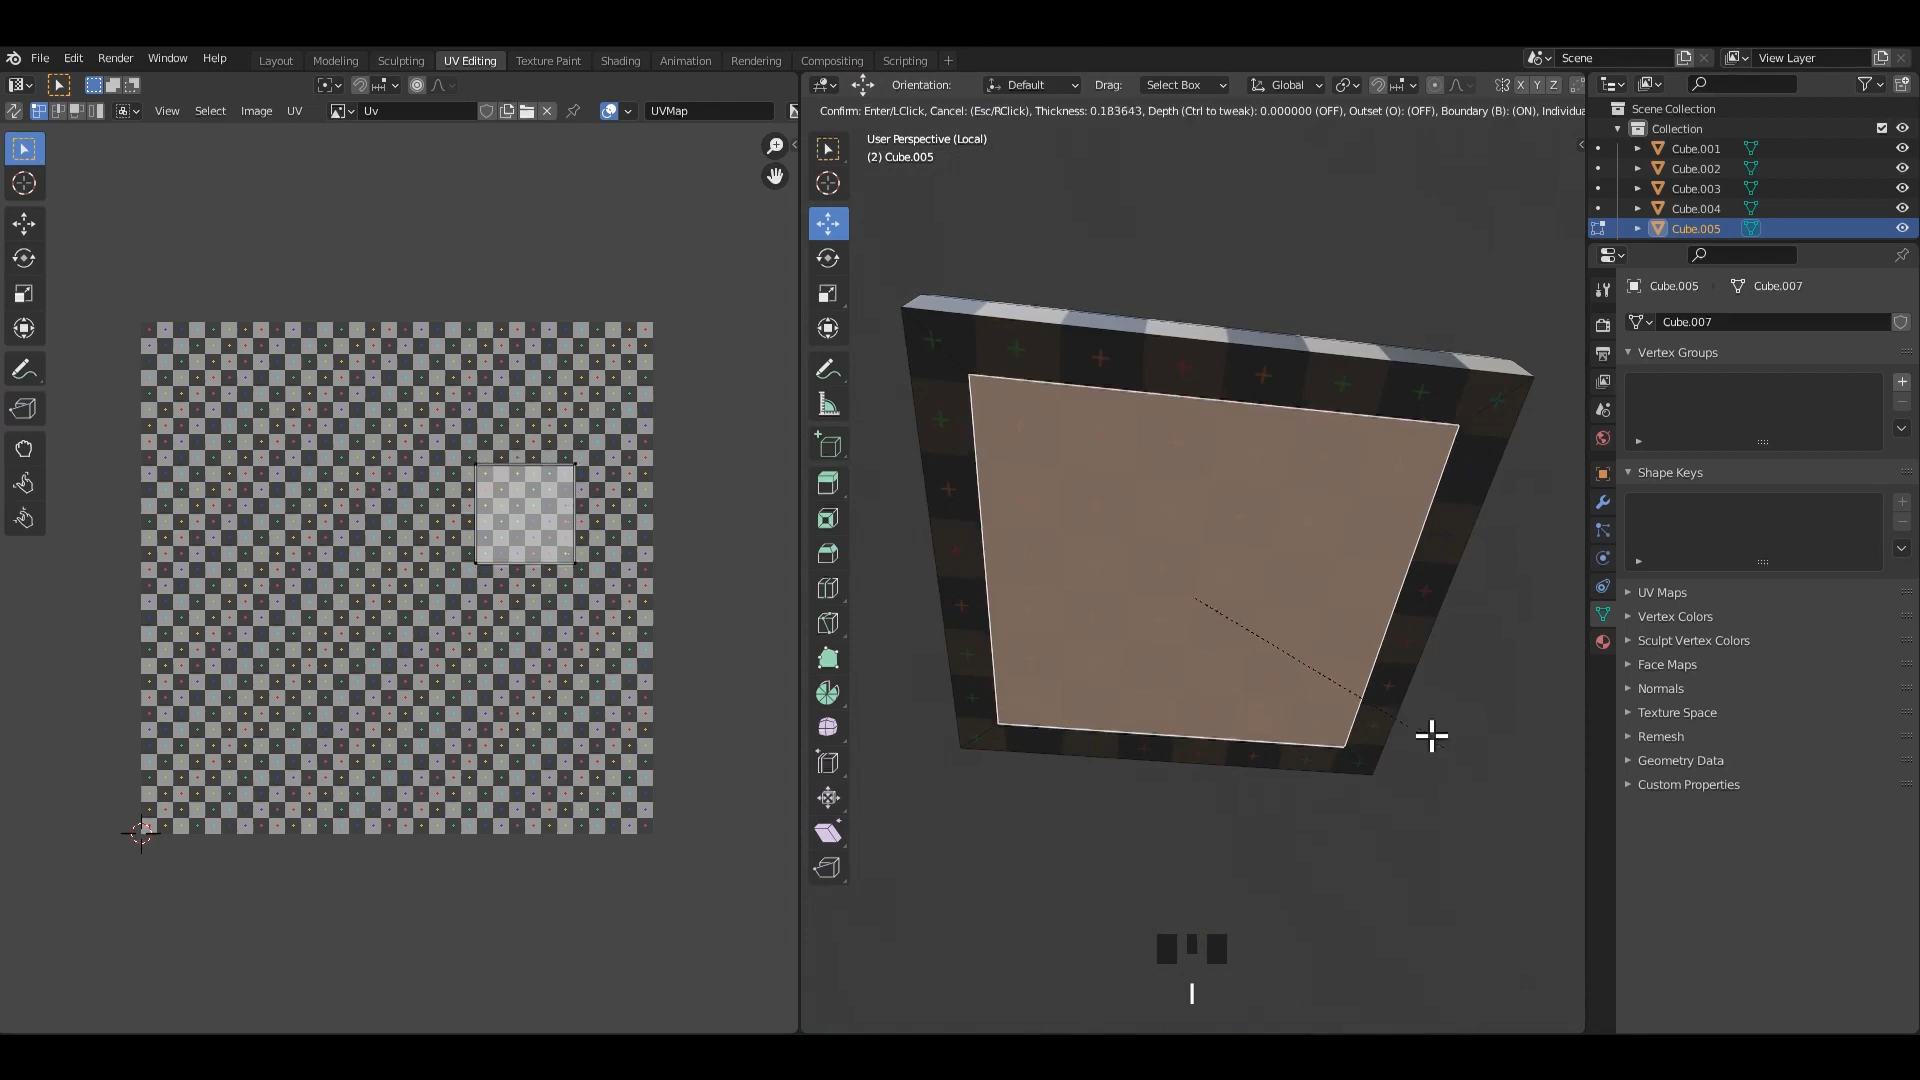 File Edit Render Window Help Layout Modeling Sculpting UV Editing Texture Paint Shading Animation Rendering Compositing Scripting + Scene View Layer
Orientation: Default Drag: Select Box Global X Y Z
View Select Image UV Uv UVMap
Confirm: Enter/LClick, Cancel: (Esc/RClick), Thickness: 0.183643, Depth (Ctrl to tweak): 0.000000 (OFF), Outset (O): (OFF), Boundary (B): (ON), Individua
User Perspective (Local)
(2) Cube.005
Scene Collection
Collection
Cube.001
Cube.002
Cube.003
Cube.004
Cube.005
Cube.005 Cube.007
Cube.007
Vertex Groups
Shape Keys
UV Maps
Vertex Colors
Sculpt Vertex Colors
Face Maps
Normals
Texture Space
Remesh
Geometry Data
Custom Properties
I